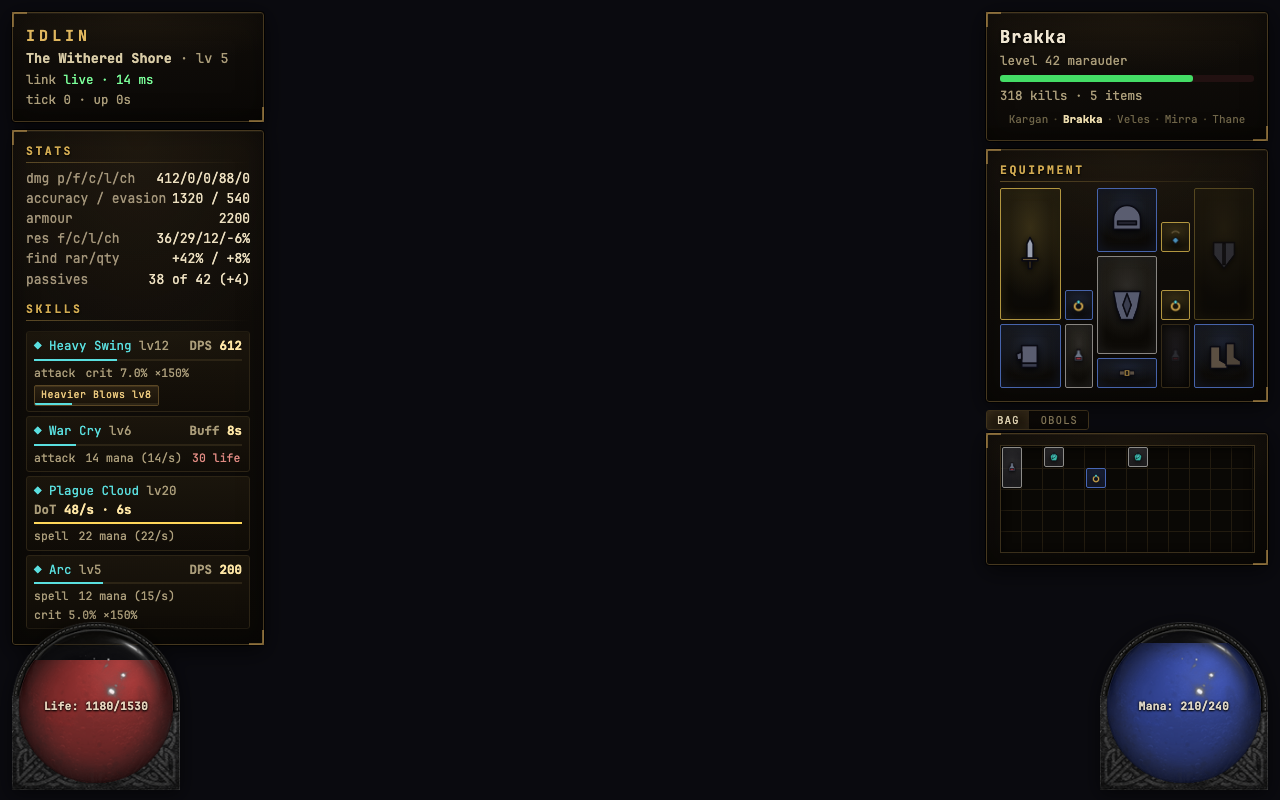 IDLIN
The Withered Shore · lv 5
link live · 14 ms
tick 0 · up 0s
STATS
dmg p/f/c/l/ch 412/0/0/88/0
accuracy / evasion 1320 / 540
armour 2200
res f/c/l/ch 36/29/12/-6%
find rar/qty +42% / +8%
passives 38 of 42 (+4)
SKILLS
◆ Heavy Swing lv12 DPS 612
attack crit 7.0% ×150%
Heavier Blows lv8
◆ War Cry lv6 Buff 8s
attack 14 mana (14/s) 30 life
◆ Plague Cloud lv20
DoT 48/s · 6s
spell 22 mana (22/s)
◆ Arc lv5 DPS 200
spell 12 mana (15/s)
crit 5.0% ×150%
Life: 1180/1530
Brakka
level 42 marauder
318 kills · 5 items
Kargan · Brakka · Veles · Mirra · Thane
EQUIPMENT
BAG OBOLS
Mana: 210/240